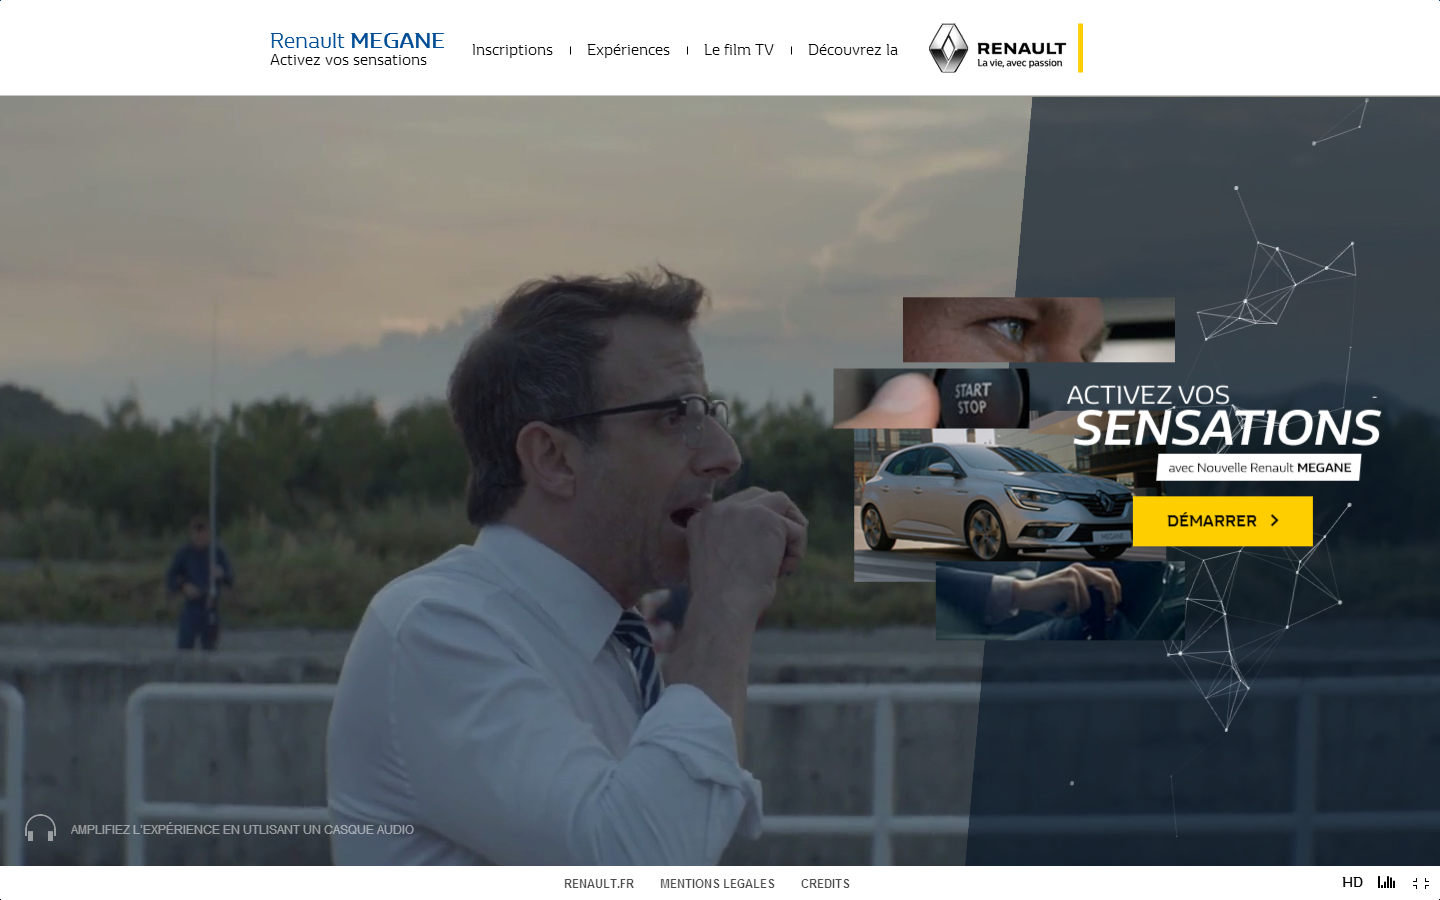 Renault MEGANE
Activez vos sensations
Inscriptions
Expériences
Le film TV
Découvrez la
RENAULT
La vie, avec passion
START
STOP
ACTIVEZ VOS
SENSATIONS
avec Nouvelle Renault MEGANE
MEGANE
DÉMARRER
AMPLIFIEZ L'EXPÉRIENCE EN UTLISANT UN CASQUE AUDIO
RENAULT.FR
MENTIONS LEGALES
CREDITS
HD